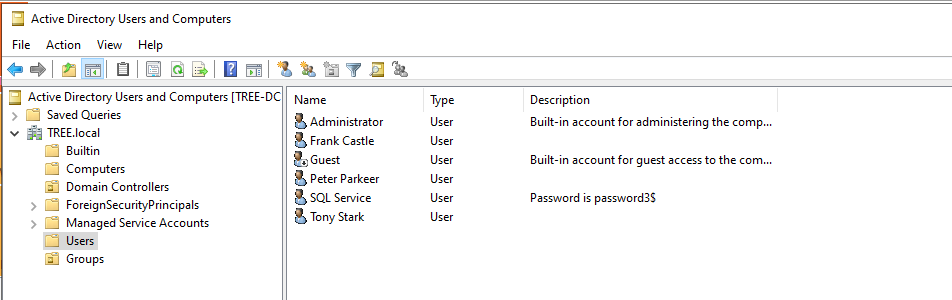 Active Directory Users and Computers
File Action View Help
Active Directory Users and Computers [TREE-DC
Saved Queries
TREE.local
Builtin
Computers
Domain Controllers
ForeignSecurityPrincipals
Managed Service Accounts
Users
Groups
Name Type Description
Administrator User Built-in account for administering the comp...
Frank Castle User
Guest User Built-in account for guest access to the com...
Peter Parkeer User
SQL Service User Password is password3$
Tony Stark User